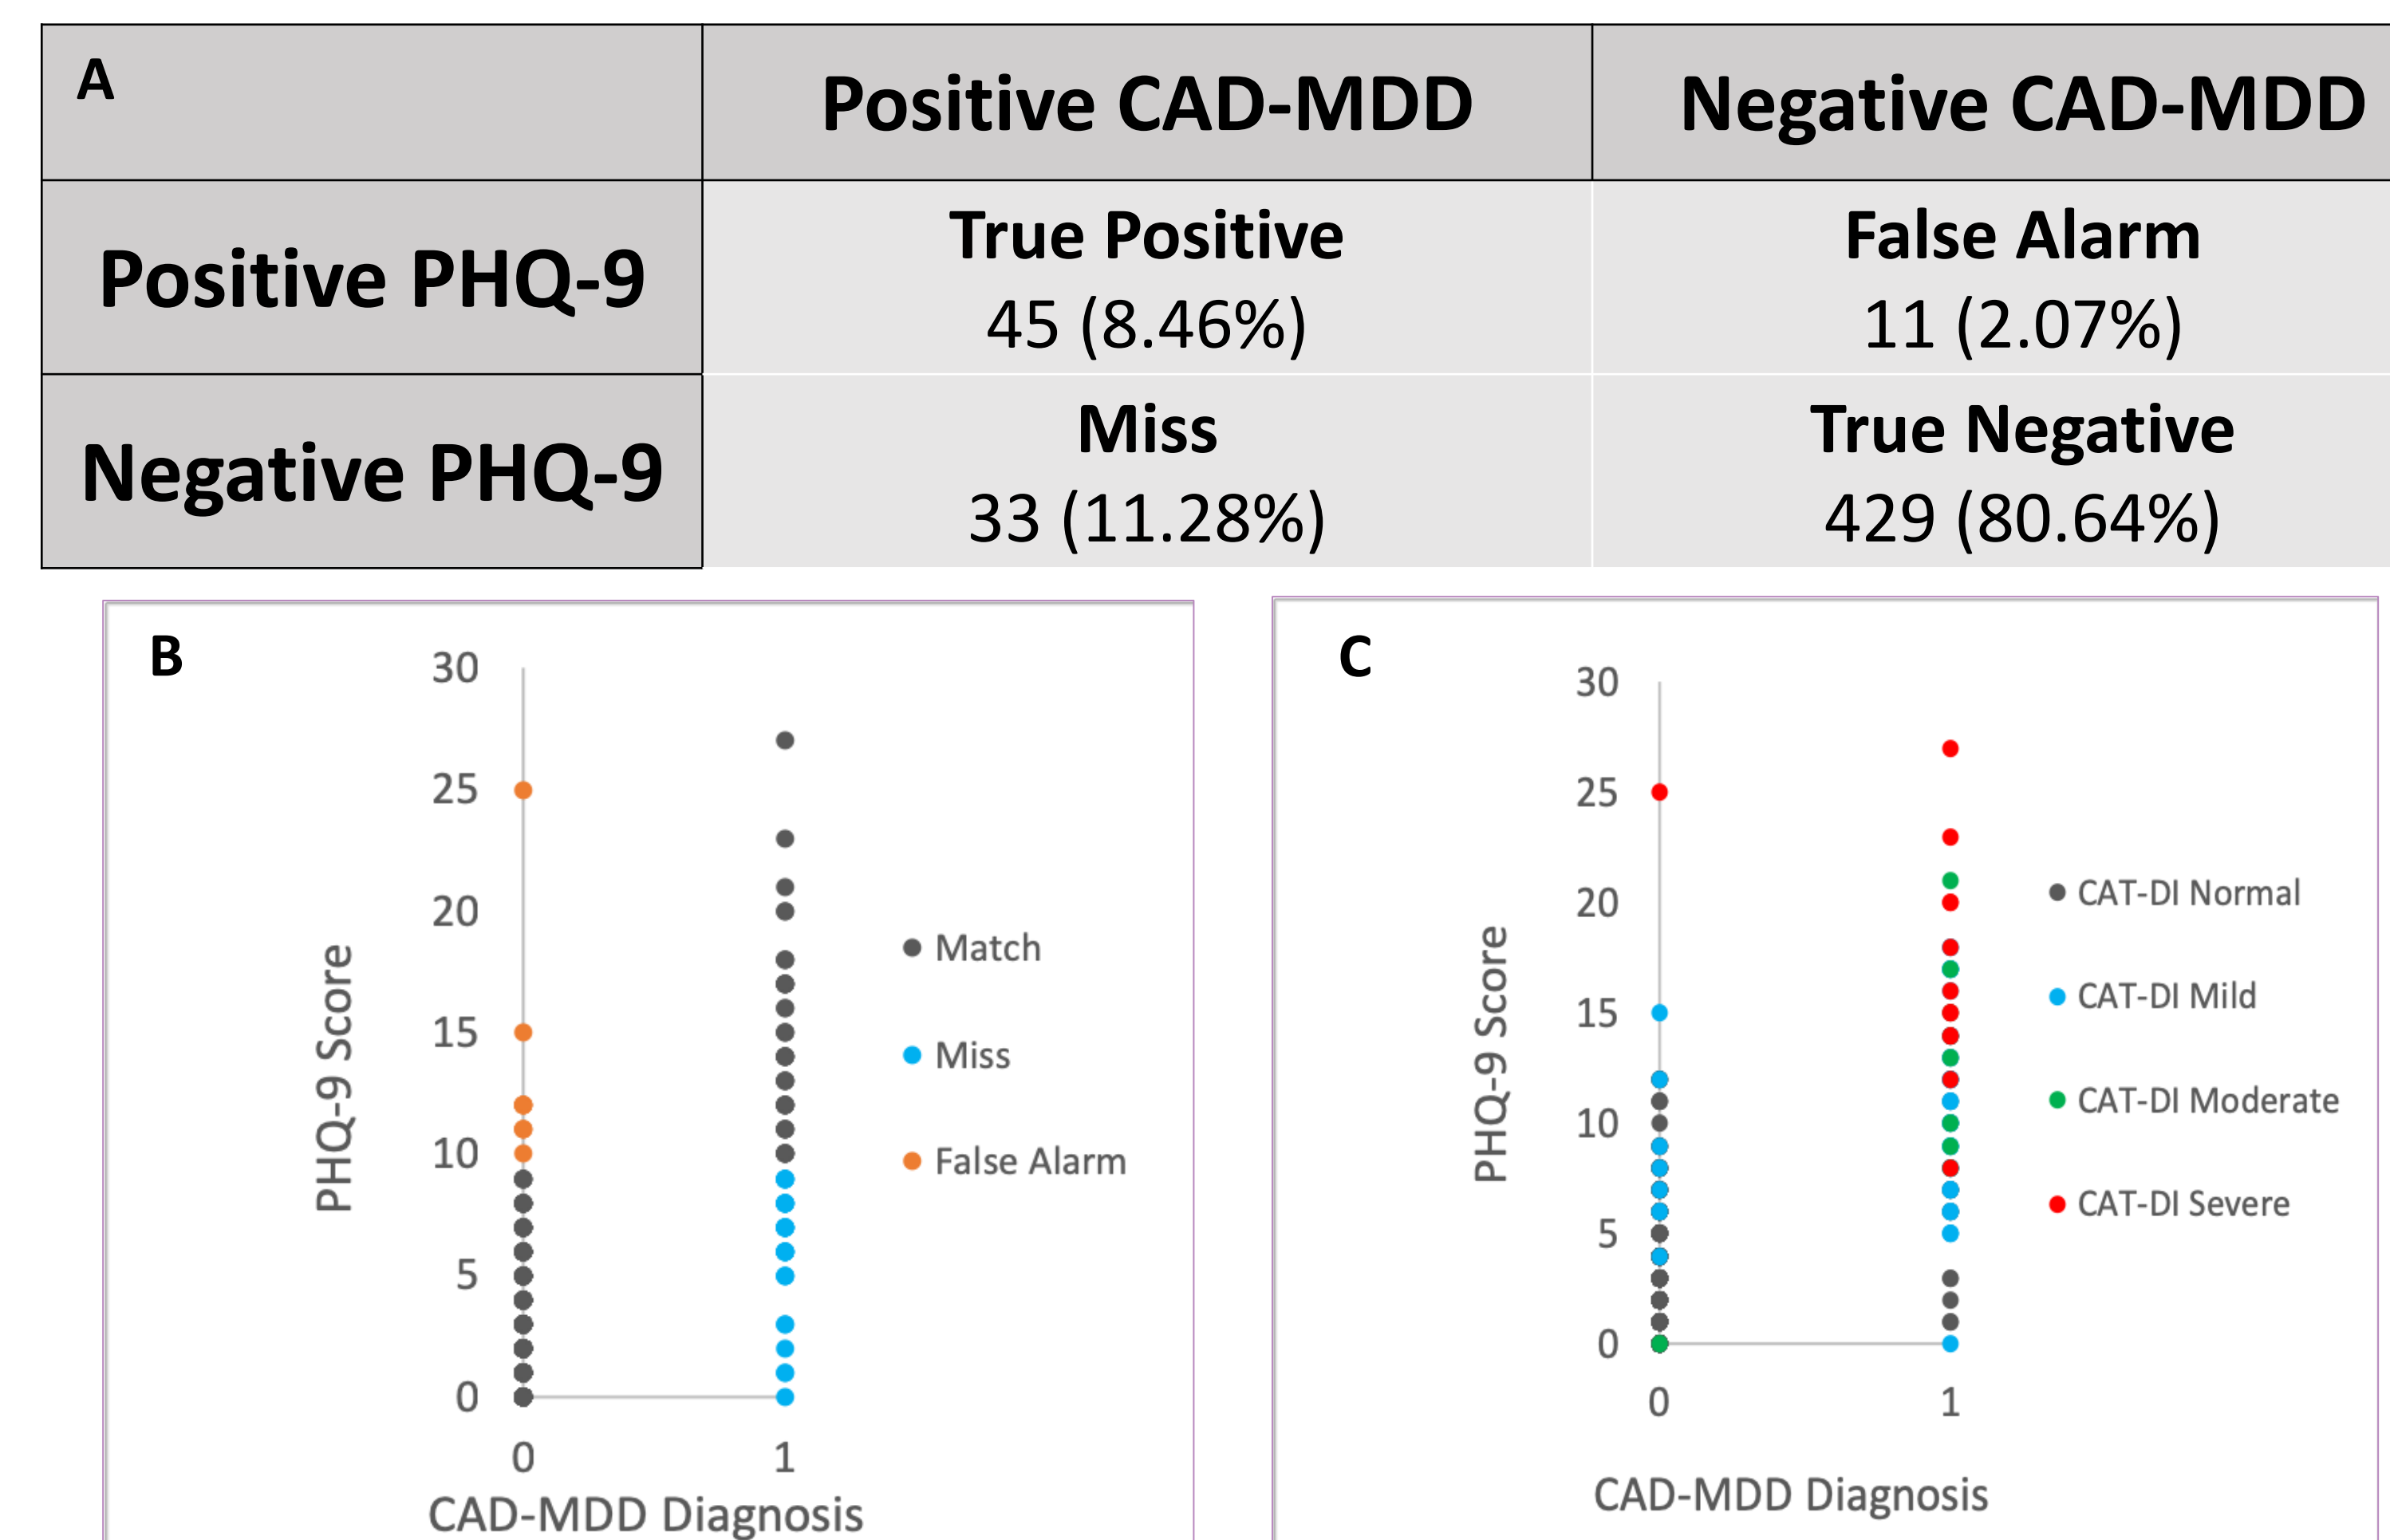 A
Positive CAD-MDD
Negative CAD-MDD
Positive PHQ-9
True Positive
45 (8.46%)
False Alarm
11 (2.07%)
Negative PHQ-9
Miss
33 (11.28%)
True Negative
429 (80.64%)
B
30
25
20
15
10
5
0
PHQ-9 Score
0
1
CAD-MDD Diagnosis
Match
Miss
False Alarm
C
30
25
20
15
10
5
0
PHQ-9 Score
0
1
CAD-MDD Diagnosis
CAT-DI Normal
CAT-DI Mild
CAT-DI Moderate
CAT-DI Severe